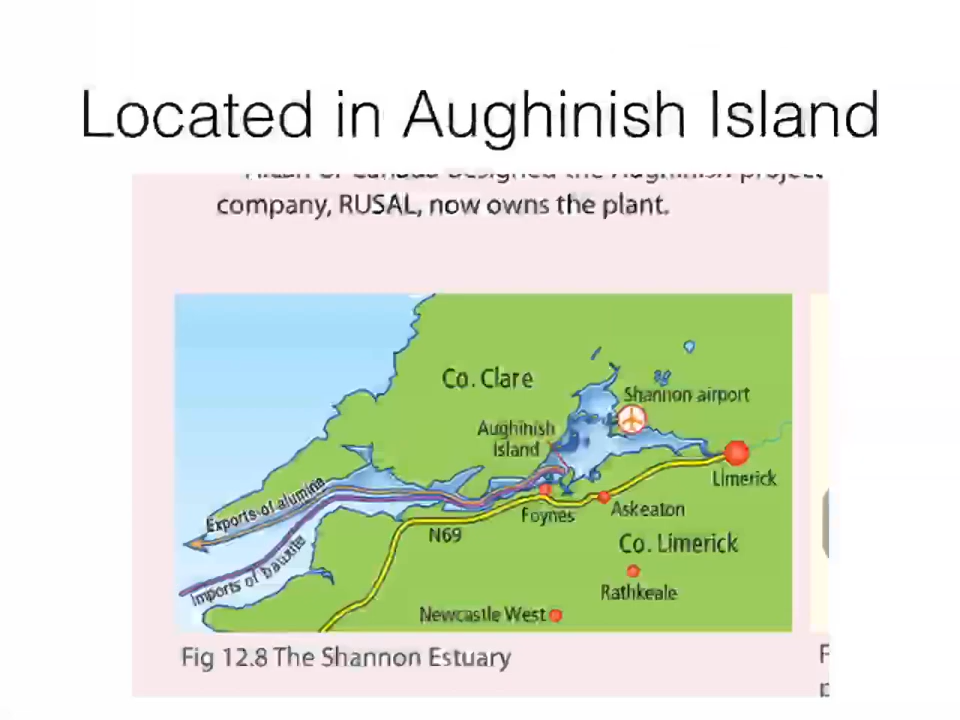 Located in Aughinish Island
company, RUSAL, now owns the plant.
Co. Clare
Shannon airport
Aughinish
Island
Limerick
Exports of alumina
Foynes
Askeaton
N69
Co. Limerick
Imports of bauxite
Rathkeale
Newcastle West
Fig 12.8 The Shannon Estuary